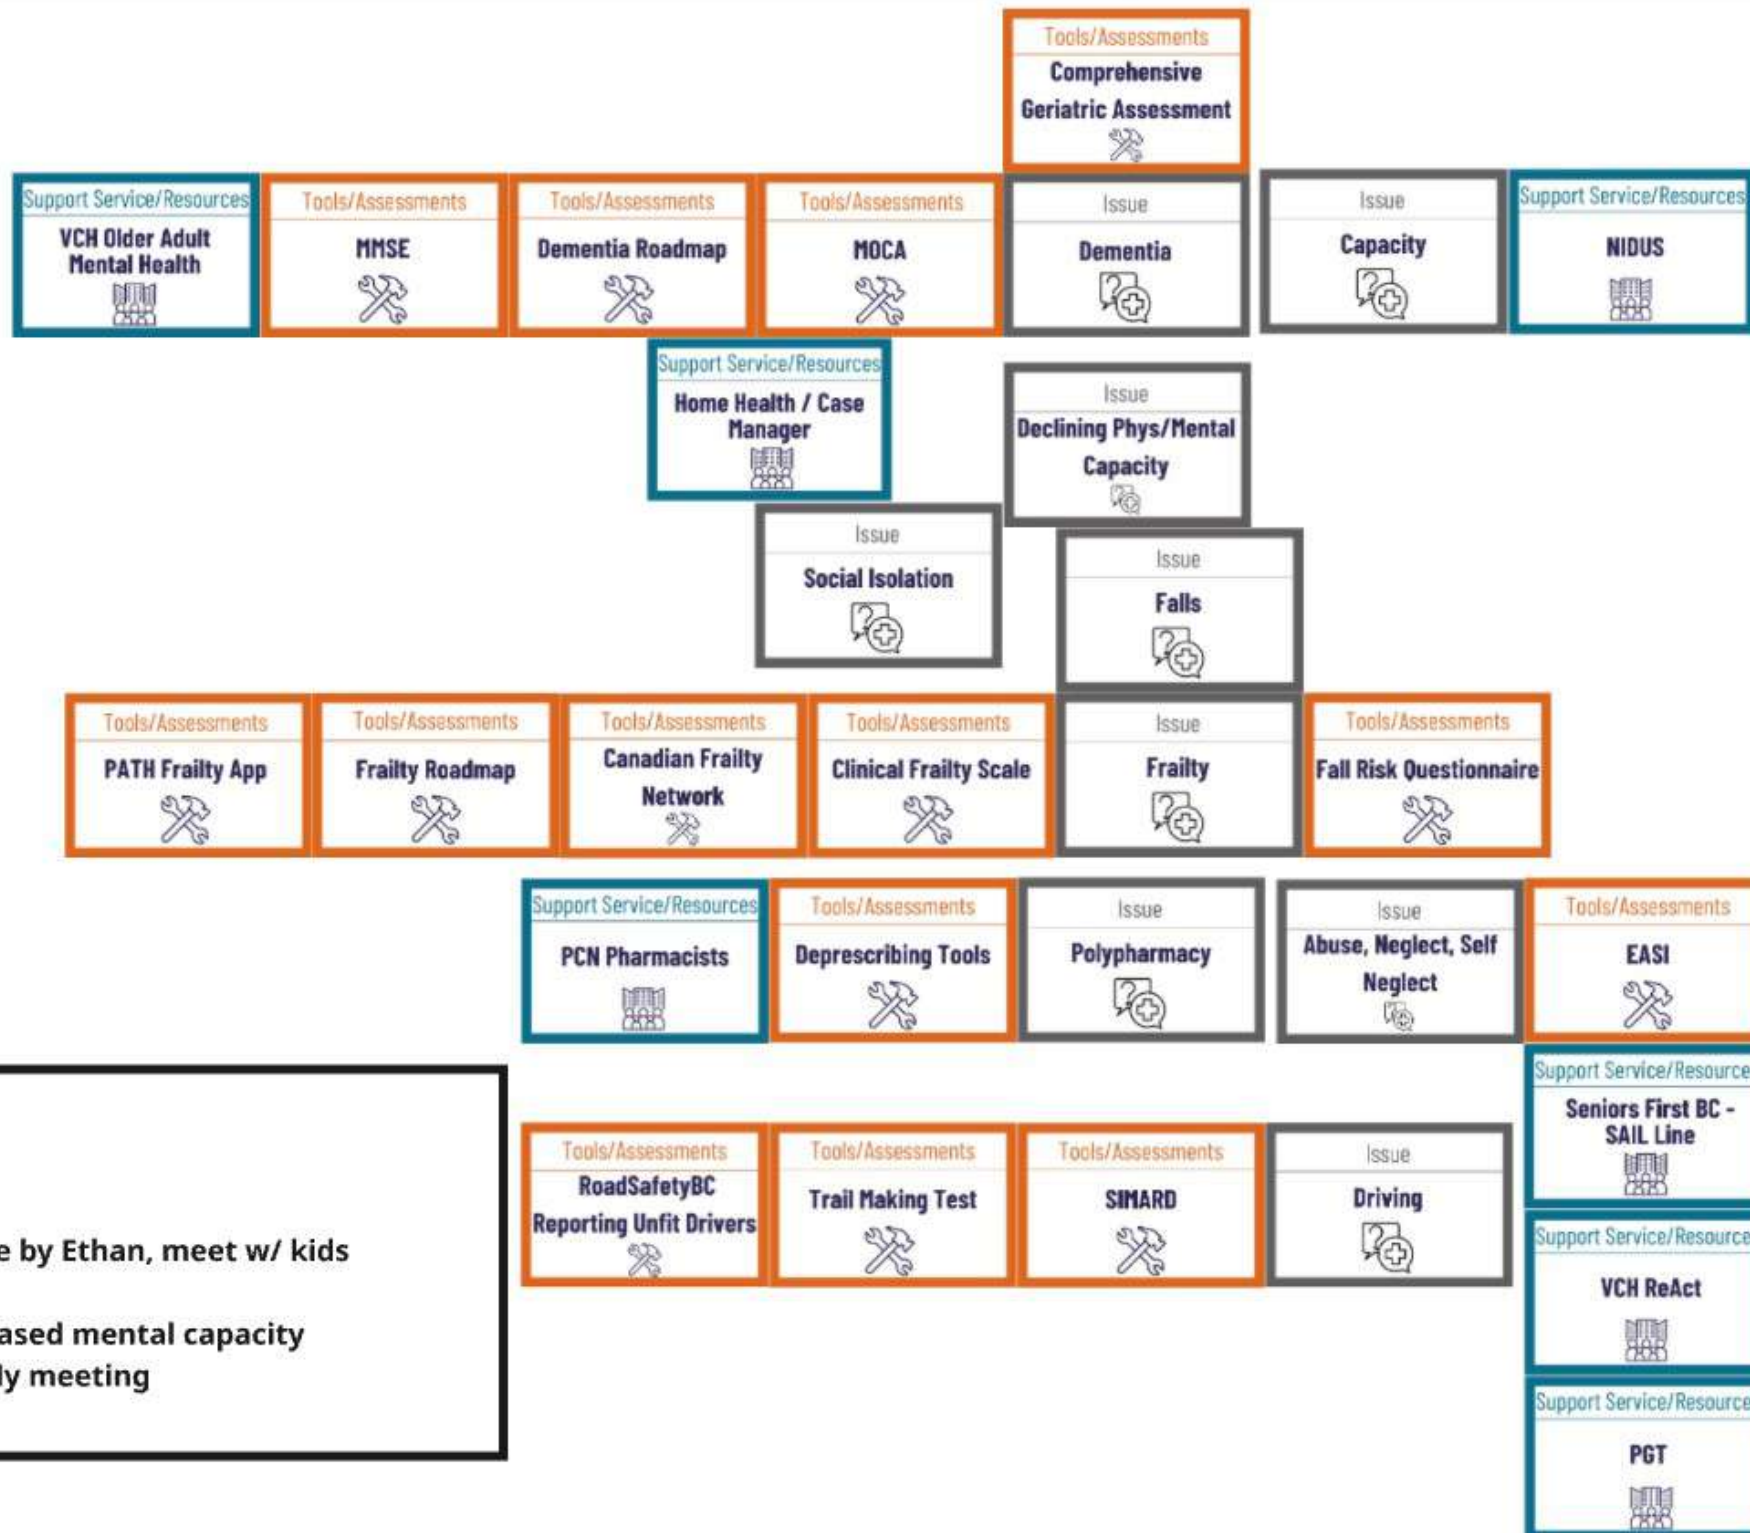 Tools/Assessments
Comprehensive
Geriatric Assessment
Support Service/Resources
VCH Older Adult
Mental Health
Tools/Assessments
MMSE
Tools/Assessments
Dementia Roadmap
Tools/Assessments
MOCA
Issue
Dementia
Issue
Capacity
Support Service/Resources
NIDUS
Support Service/Resources
Home Health / Case
Manager
Issue
Declining Phys/Mental
Capacity
Issue
Social Isolation
Issue
Falls
Tools/Assessments
PATH Frailty App
Tools/Assessments
Frailty Roadmap
Tools/Assessments
Canadian Frailty
Network
Tools/Assessments
Clinical Frailty Scale
Issue
Frailty
Tools/Assessments
Fall Risk Questionnaire
Support Service/Resources
PCN Pharmacists
Tools/Assessments
Deprescribing Tools
Issue
Polypharmacy
Issue
Abuse, Neglect, Self
Neglect
Tools/Assessments
EASI
Support Service/Resource
Seniors First BC -
SAIL Line
Tools/Assessments
RoadSafetyBC
Reporting Unfit Drivers
Tools/Assessments
Trail Making Test
Tools/Assessments
SIMARD
Issue
Driving
Support Service/Resource
VCH ReAct
Support Service/Resource
PGT
e by Ethan, meet w/ kids
ased mental capacity
ly meeting